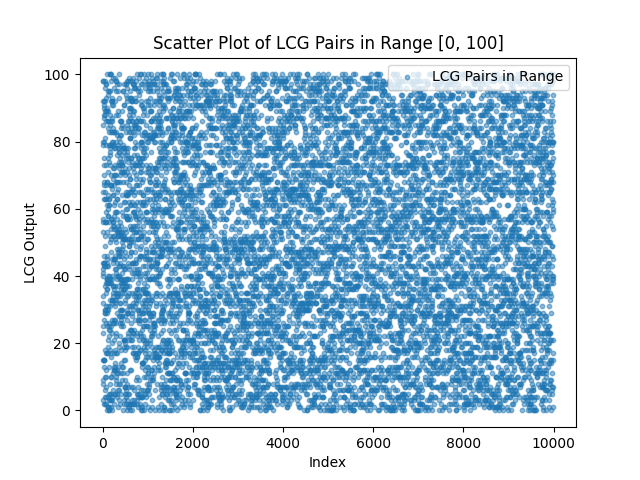 Scatter Plot of LCG Pairs in Range [0, 100]
LCG Pairs in Range
100
80
60
40
20
0
LCG Output
0 2000 4000 6000 8000 10000
Index